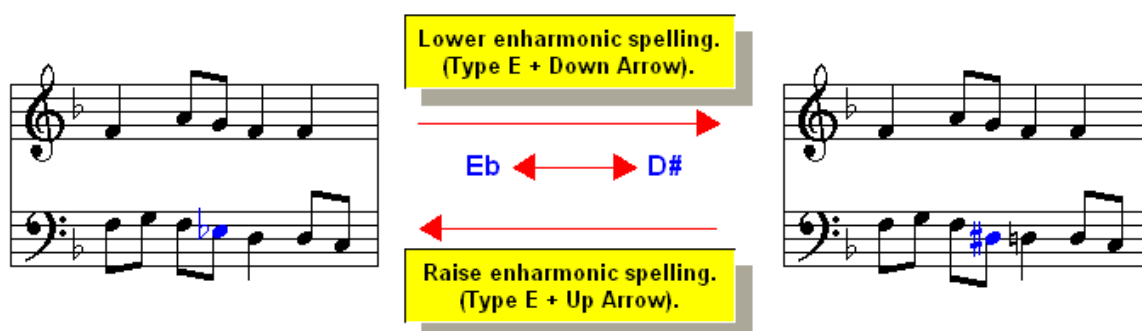 Lower enharmonic spelling.
(Type E + Down Arrow).
Eb D#
Raise enharmonic spelling.
(Type E + Up Arrow).